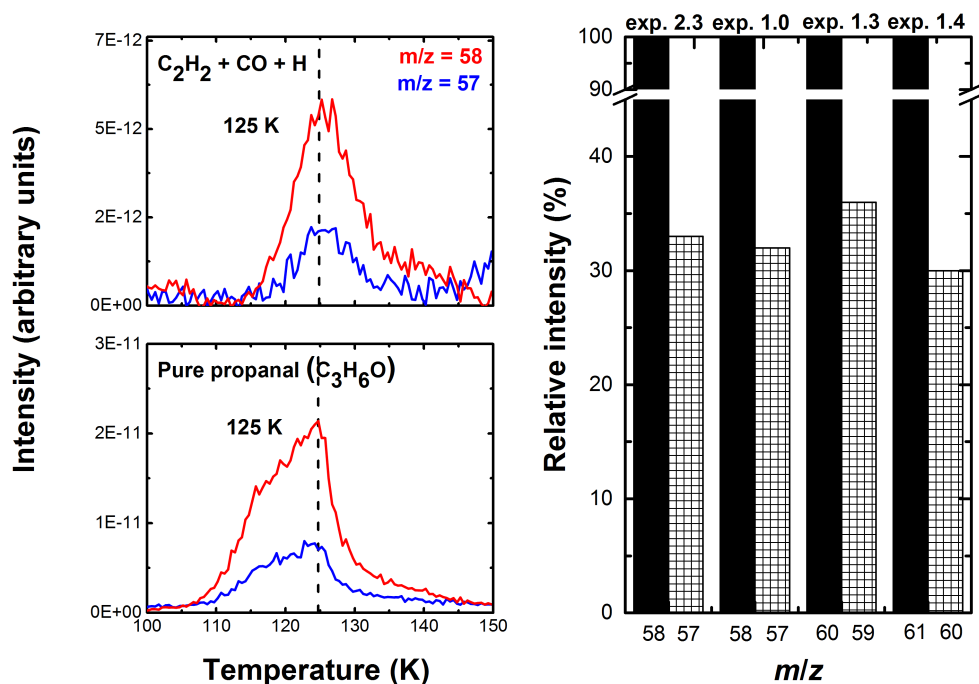 Intensity (arbitrary units)
7E-12
5E-12
2E-12
0E+00
C2H2 + CO + H
m/z = 58
m/z = 57
125 K
3E-11
2E-11
1E-11
0E+00
Pure propanal (C3H6O)
125 K
100 110 120 130 140 150
Temperature (K)
exp. 2.3 exp. 1.0 exp. 1.3 exp. 1.4
Relative intensity (%)
100
90
40
30
20
10
0
58 57 58 57 60 59 61 60
m/z